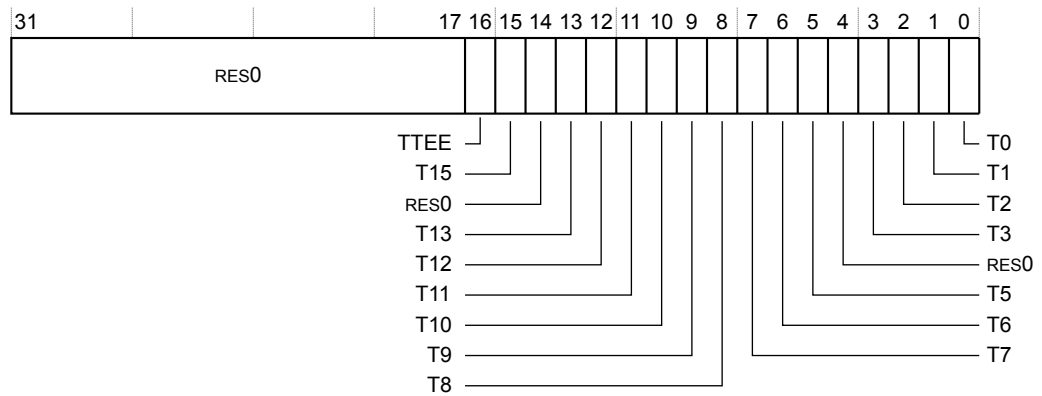 31 17 16 15 14 13 12 11 10 9 8 7 6 5 4 3 2 1 0
RES0
TTEE T0
T15 T1
RES0 T2
T13 T3
T12 RES0
T11 T5
T10 T6
T9 T7
T8